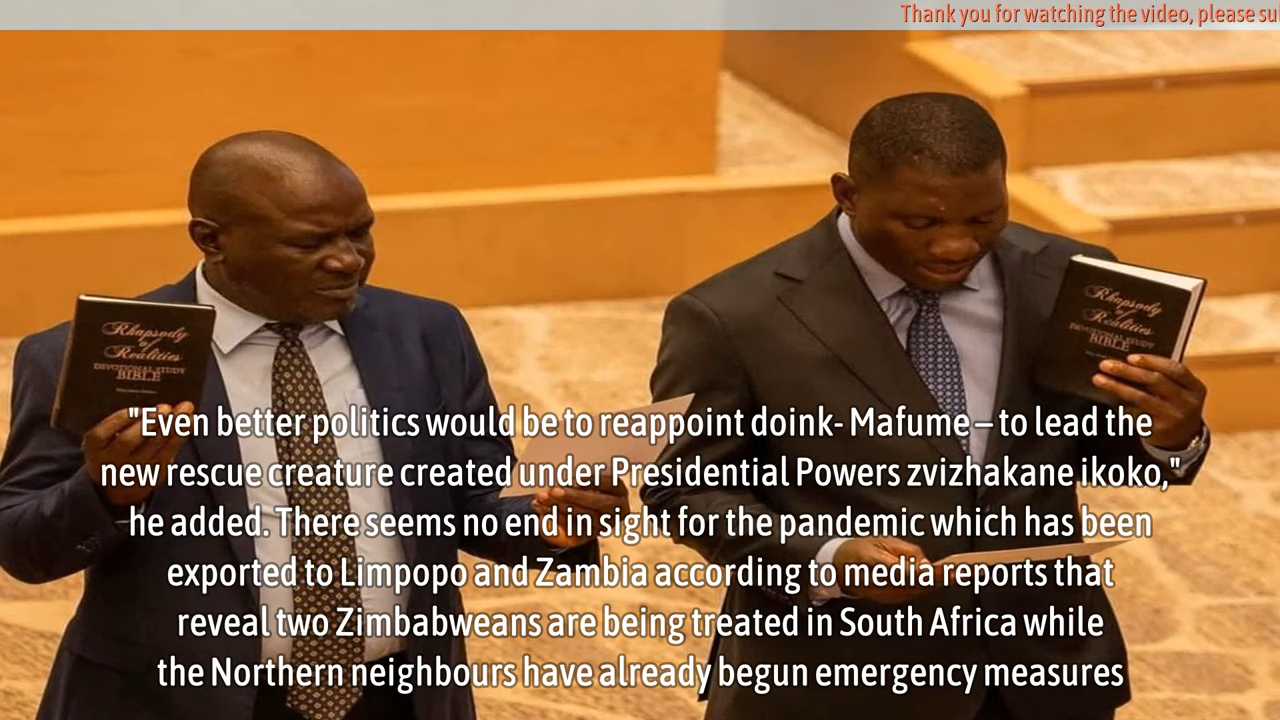 Thank you for watching the video, please su
Rhapsody
of
Realities
DEVOTIONAL STUDY
BIBLE
Rhapsody
of
Realities
DEVOTIONAL STUDY
BIBLE
"Even better politics would be to reappoint doink- Mafume – to lead the
new rescue creature created under Presidential Powers zvizhakane ikoko,"
he added. There seems no end in sight for the pandemic which has been
exported to Limpopo and Zambia according to media reports that
reveal two Zimbabweans are being treated in South Africa while
the Northern neighbours have already begun emergency measures